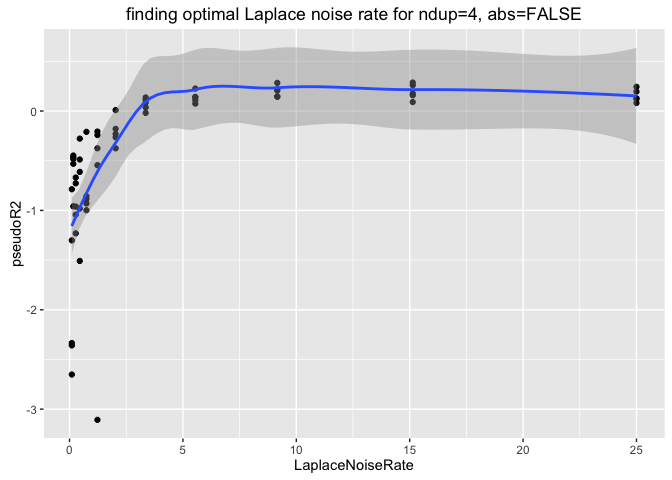 finding optimal Laplace noise rate for ndup=4, abs=FALSE
pseudoR2
0
-1
-2
-3
0 5 10 15 20 25
LaplaceNoiseRate